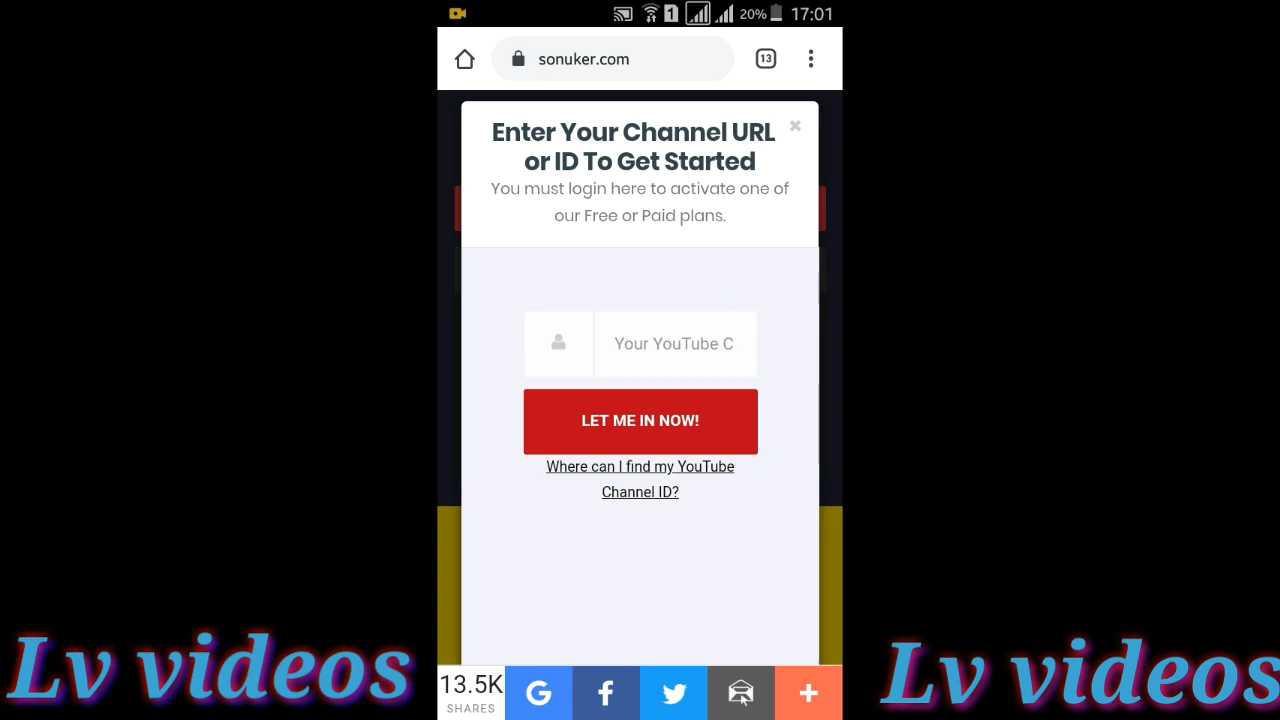 1 20% 17:01
sonuker.com 13
Enter Your Channel URL
or ID To Get Started
You must login here to activate one of
our Free or Paid plans.
Your YouTube C
LET ME IN NOW!
Where can I find my YouTube
Channel ID?
Lv videos
Lv videos
13.5K
SHARES